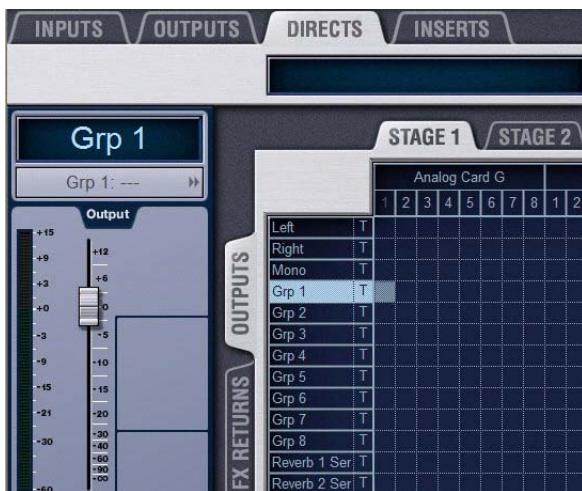 INPUTS OUTPUTS DIRECTS INSERTS
STAGE 1 STAGE 2
Grp 1
Grp 1: ---
Output
+15
+9
+3
+0
-3
-9
-15
-21
-30
-60
+12
+6
0
-5
-10
-15
-20
-30
-40
-60
-90
-oo
OUTPUTS
FX RETURNS
Analog Card G
1 2 3 4 5 6 7 8 1 2
Left T
Right T
Mono T
Grp 1 T
Grp 2 T
Grp 3 T
Grp 4 T
Grp 5 T
Grp 6 T
Grp 7 T
Grp 8 T
Reverb 1 Ser T
Reverb 2 Ser T